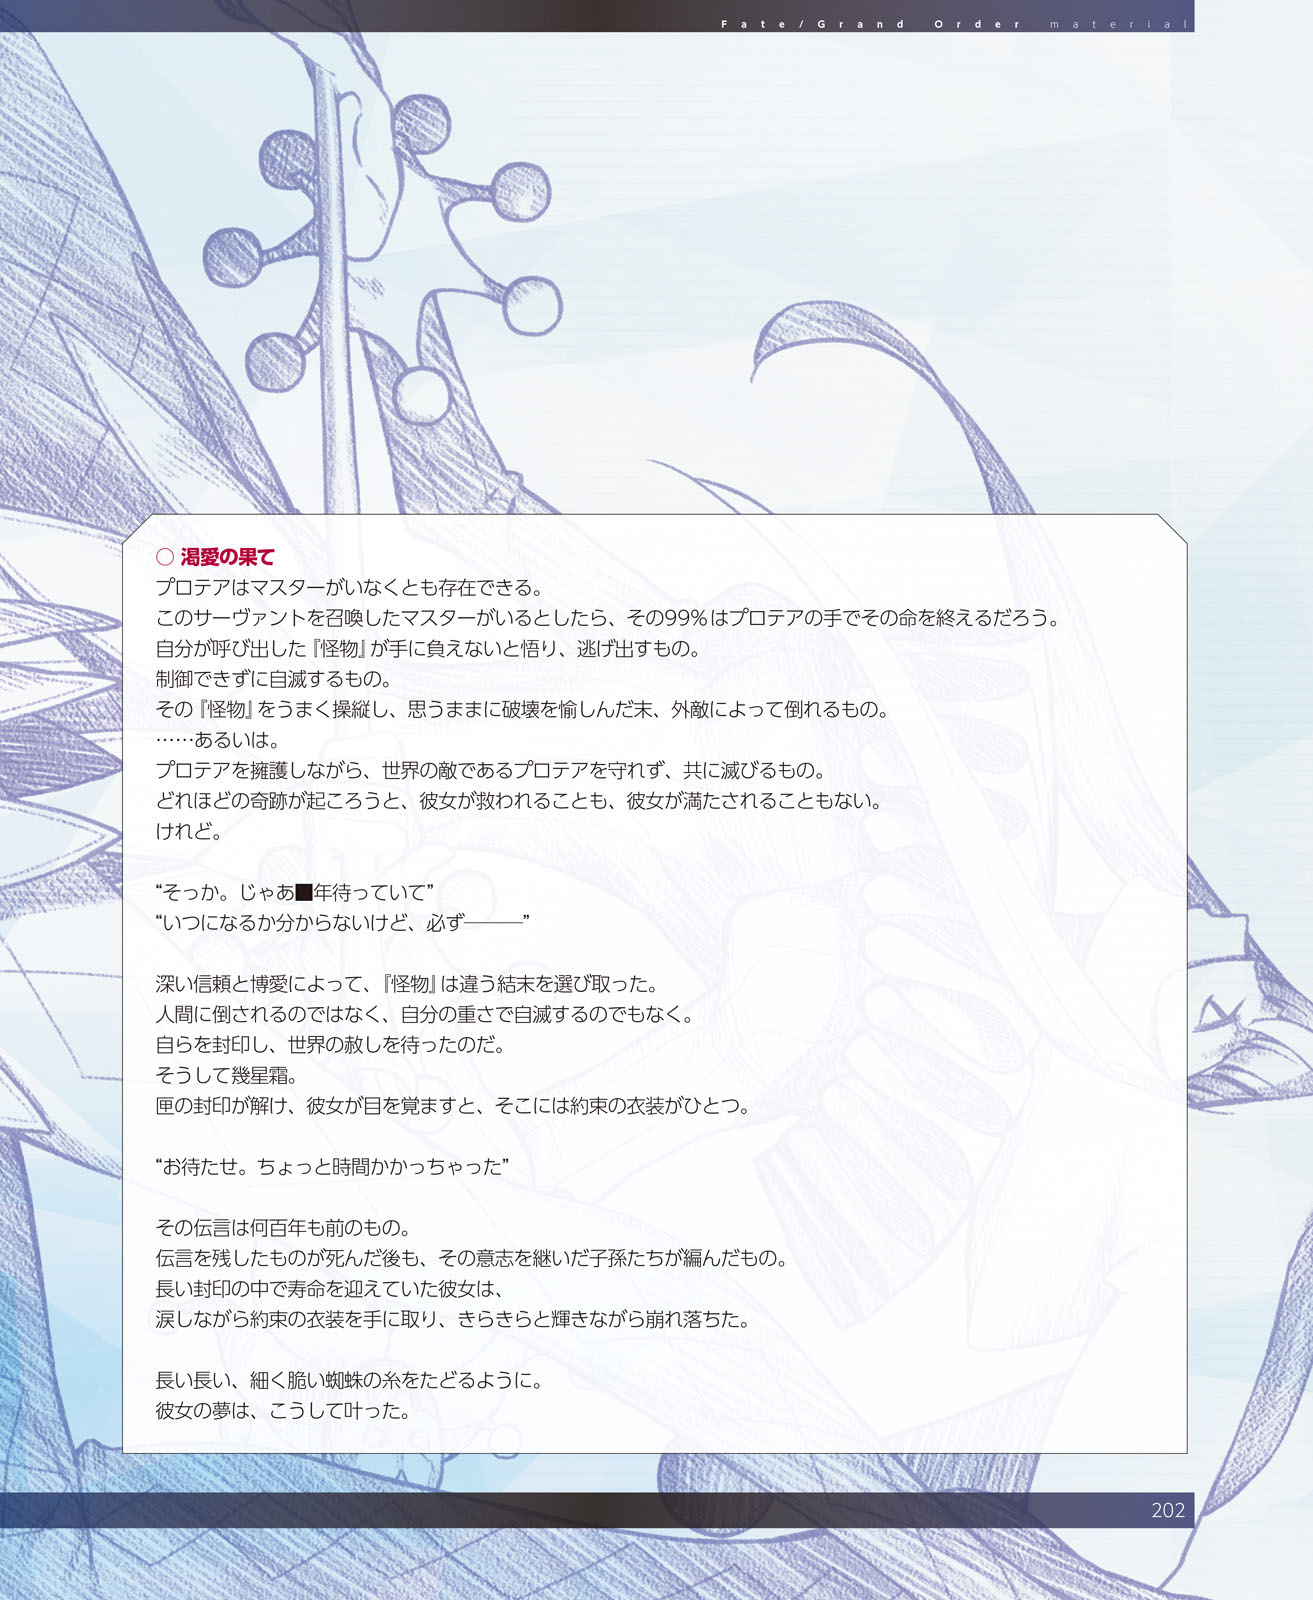 Fate/Grand Order material
○ 渇愛の果て
プロテアはマスターがいなくとも存在できる。
このサーヴァントを召喚したマスターがいるとしたら、その99%はプロテアの手でその命を終えるだろう。
自分が呼び出した『怪物』が手に負えないと悟り、逃げ出すもの。
制御できずに自滅するもの。
その『怪物』をうまく操縦し、思うままに破壊を愉しんだ末、外敵によって倒れるもの。
……あるいは。
プロテアを擁護しながら、世界の敵であるプロテアを守れず、共に滅びるもの。
どれほどの奇跡が起ころうと、彼女が救われることも、彼女が満たされることもない。
けれど。
“そっか。じゃあ■年待っていて”
“いつになるか分からないけど、必ず―――”
深い信頼と博愛によって、『怪物』は違う結末を選び取った。
人間に倒されるのではなく、自分の重さで自滅するのでもなく。
自らを封印し、世界の赦しを待ったのだ。
そうして幾星霜。
匣の封印が解け、彼女が目を覚ますと、そこには約束の衣装がひとつ。
“お待たせ。ちょっと時間かかっちゃった”
その伝言は何百年も前のもの。
伝言を残したものが死んだ後も、その意志を継いだ子孫たちが編んだもの。
長い封印の中で寿命を迎えていた彼女は、
涙しながら約束の衣装を手に取り、きらきらと輝きながら崩れ落ちた。
長い長い、細く脆い蜘蛛の糸をたどるように。
彼女の夢は、こうして叶った。
202